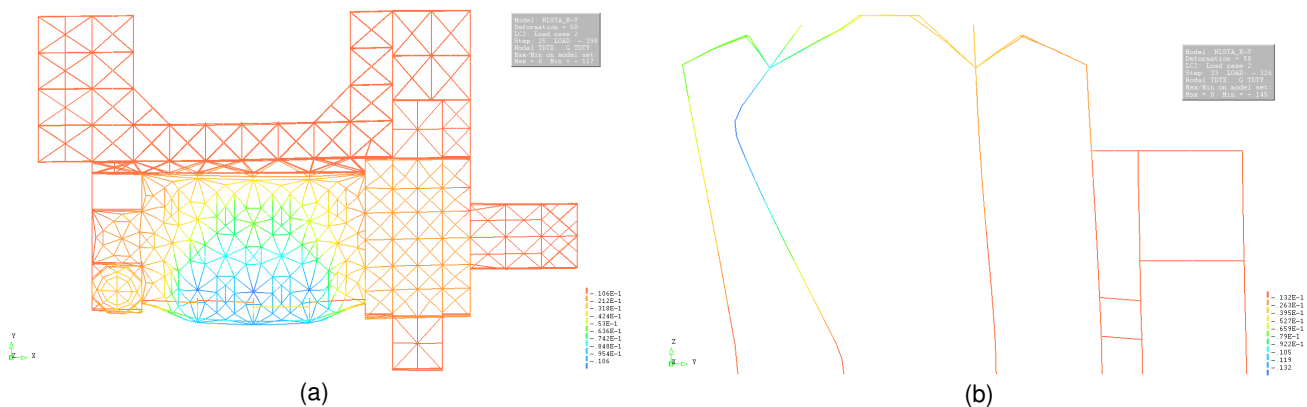 Model NLSTA_H-Y
Deformation = 50
LC2 Load case 2
Step 25 LOAD: -.298
Nodal TDTX G TDTY
Max/Min on model set:
Max = 0 Min = -.117
-.106E-1
-.212E-1
-.318E-1
-.424E-1
-.53E-1
-.636E-1
-.742E-1
-.848E-1
-.954E-1
-.106
Y
Z X
(a)
Model: NLSTA_H-Y
Deformation = 50
LC2 Load case 2
Step: 33 LOAD: -.326
Nodal TDTX G TDTY
Max/Min on model set:
Max = 0 Min = -.145
-.132E-1
-.263E-1
-.395E-1
-.527E-1
-.659E-1
-.79E-1
-.922E-1
-.105
-.119
-.132
Z
X Y
(b)